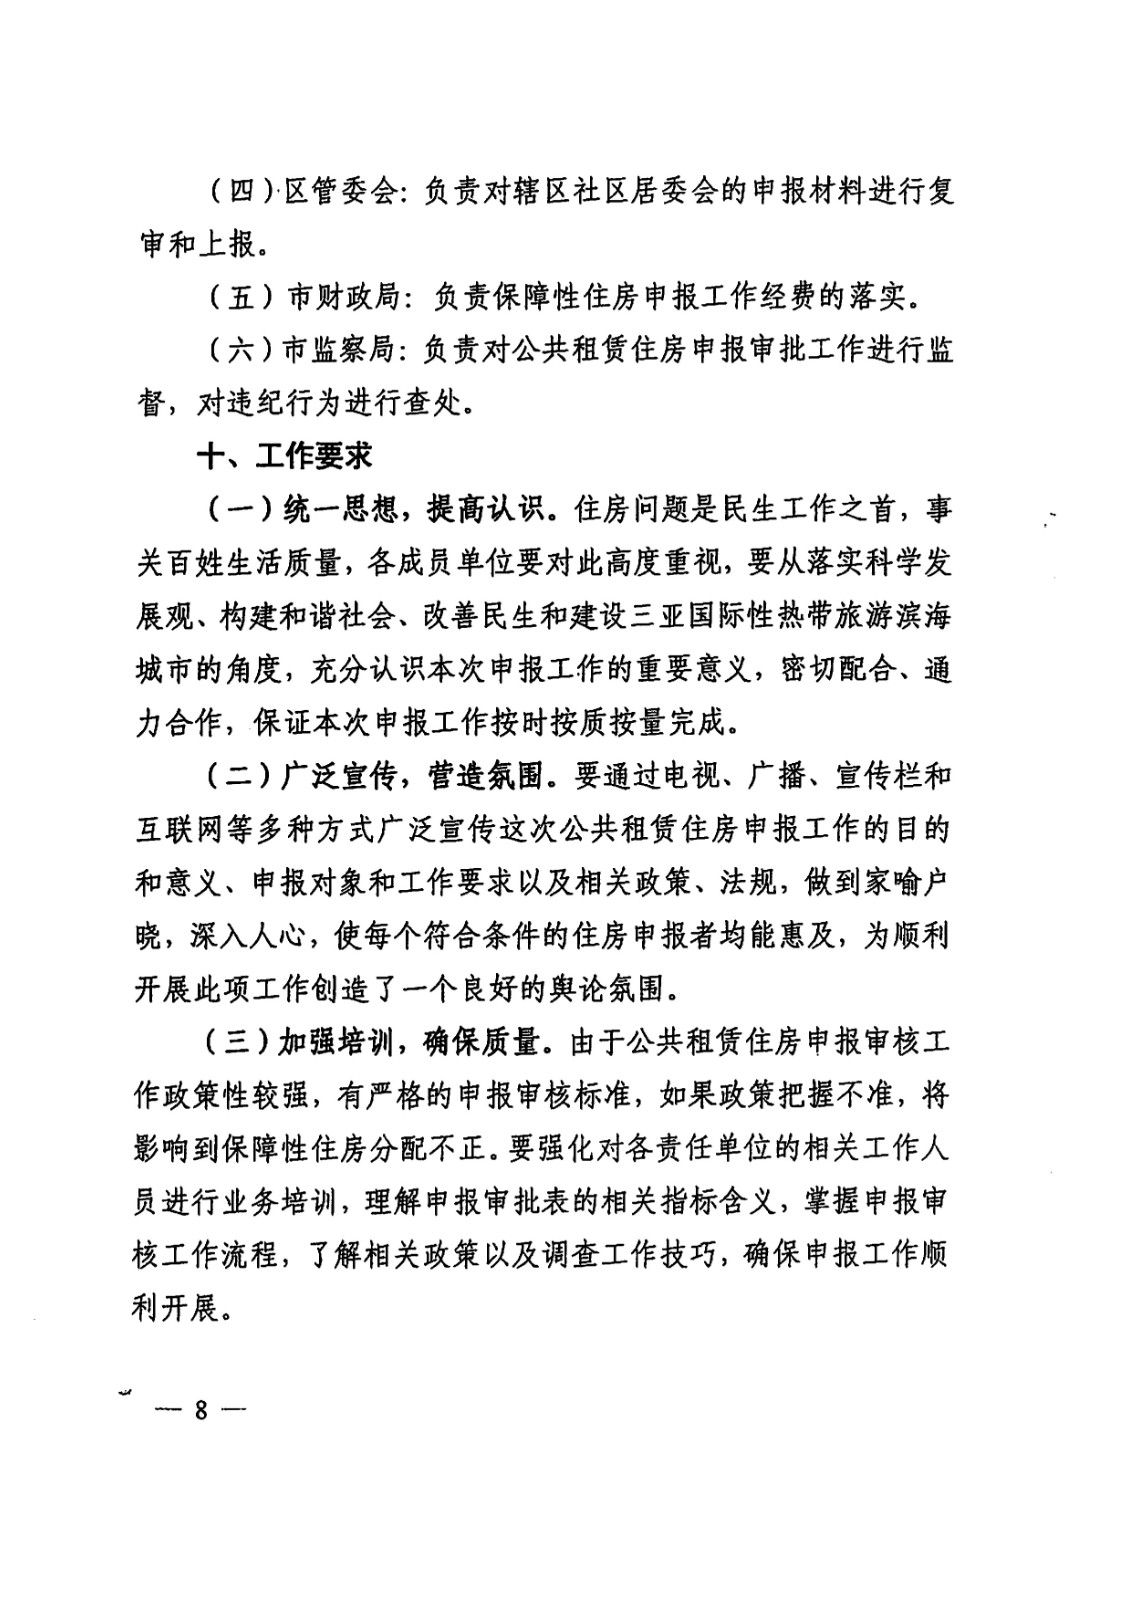 （四）区管委会：负责对辖区社区居委会的申报材料进行复
审和上报。
（五）市财政局：负责保障性住房申报工作经费的落实。
（六）市监察局：负责对公共租赁住房申报审批工作进行监
督，对违纪行为进行查处。
十、工作要求
（一）统一思想，提高认识。住房问题是民生工作之首，事
关百姓生活质量，各成员单位要对此高度重视，要从落实科学发
展观、构建和谐社会、改善民生和建设三亚国际性热带旅游滨海
城市的角度，充分认识本次申报工作的重要意义，密切配合、通
力合作，保证本次申报工作按时按质按量完成。
（二）广泛宣传，营造氛围。要通过电视、广播、宣传栏和
互联网等多种方式广泛宣传这次公共租赁住房申报工作的目的
和意义、申报对象和工作要求以及相关政策、法规，做到家喻户
晓，深入人心，使每个符合条件的住房申报者均能惠及，为顺利
开展此项工作创造了一个良好的舆论氛围。
（三）加强培训，确保质量。由于公共租赁住房申报审核工
作政策性较强，有严格的申报审核标准，如果政策把握不准，将
影响到保障性住房分配不正。要强化对各责任单位的相关工作人
员进行业务培训，理解申报审批表的相关指标含义，掌握申报审
核工作流程，了解相关政策以及调查工作技巧，确保申报工作顺
利开展。
— 8 —